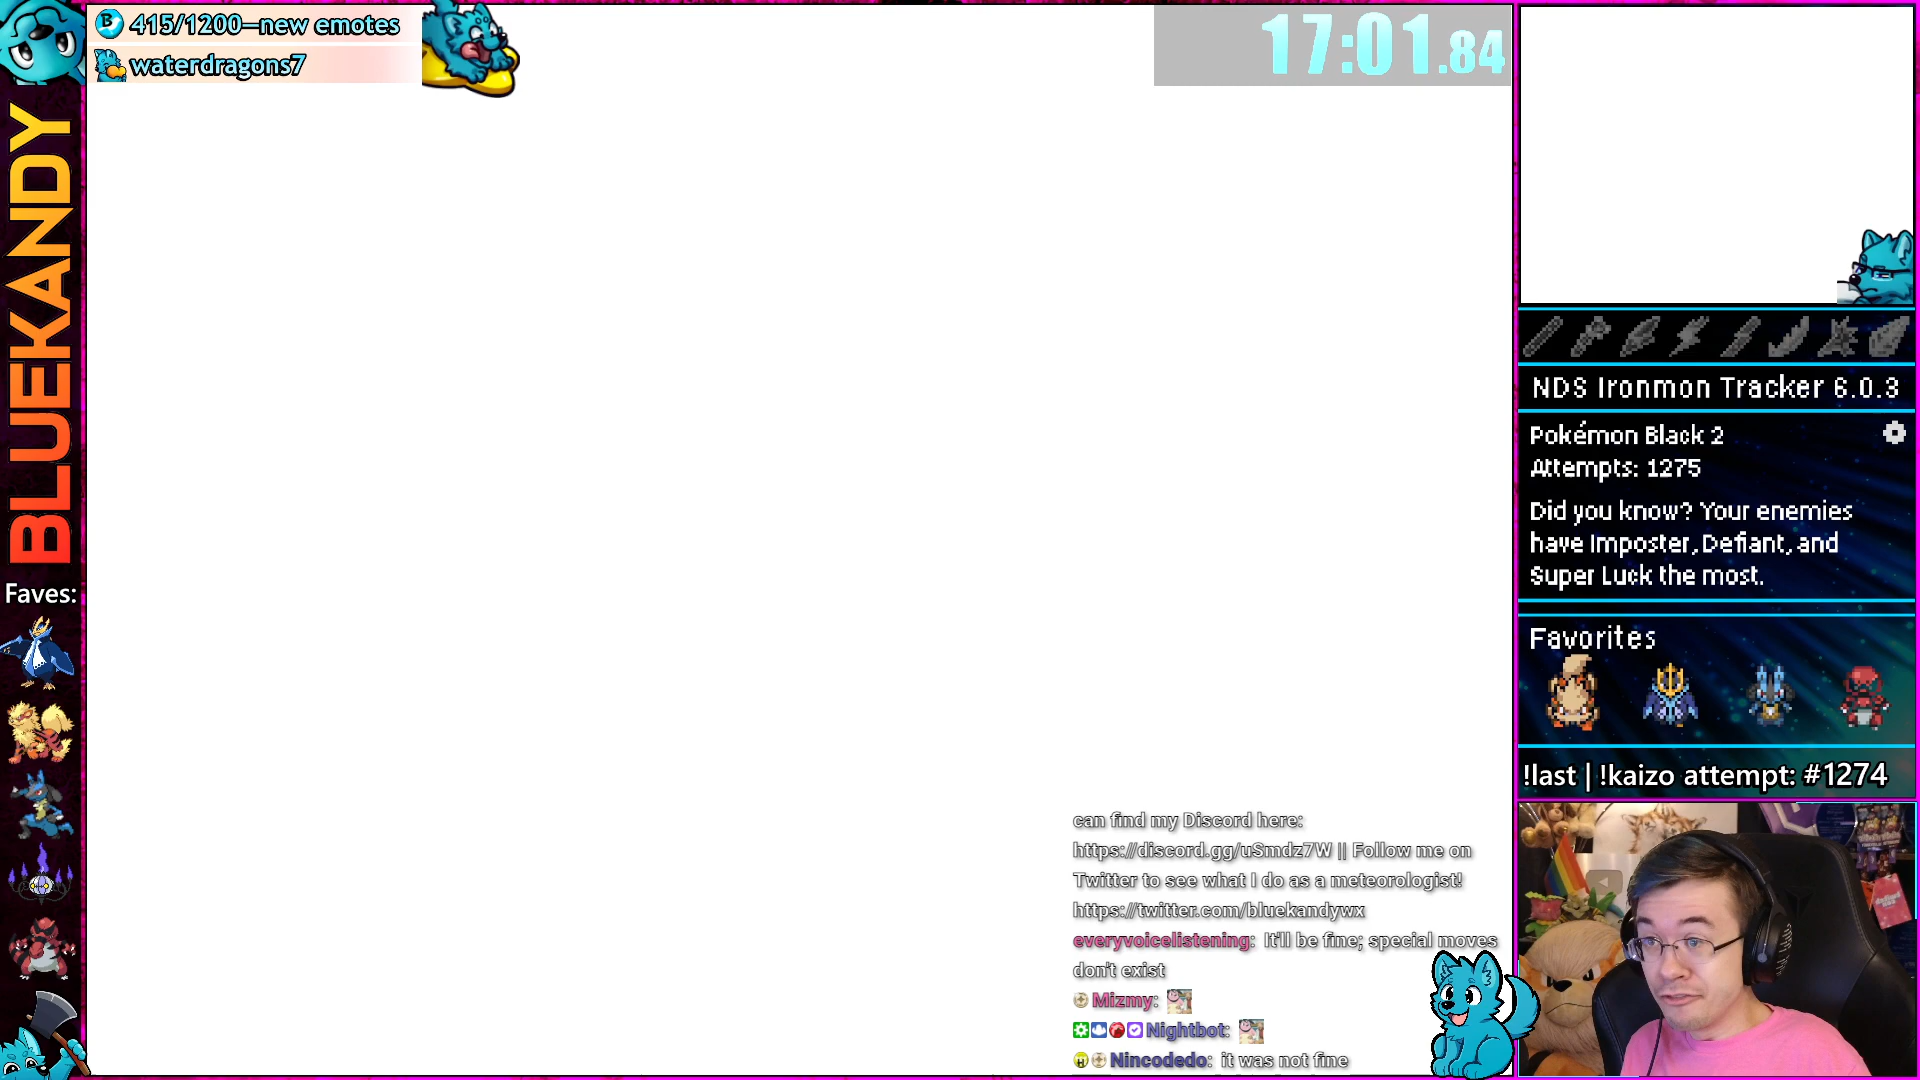 415/1200—new emotes
waterdragons7
17:01.84
BLUEKANDY
Faves:
NDS Ironmon Tracker 6.0.3
Pokémon Black 2
Attempts: 1275
Did you know? Your enemies
have Imposter, Defiant, and
Super Luck the most.
Favorites
!last | !kaizo attempt: #1274
can find my Discord here:
https://discord.gg/uSmdz7W || Follow me on
Twitter to see what I do as a meteorologist!
https://twitter.com/bluekandywx
everyvoicelistening: It'll be fine; special moves
don't exist
Mizmy:
Nightbot:
Nincodedo: it was not fine